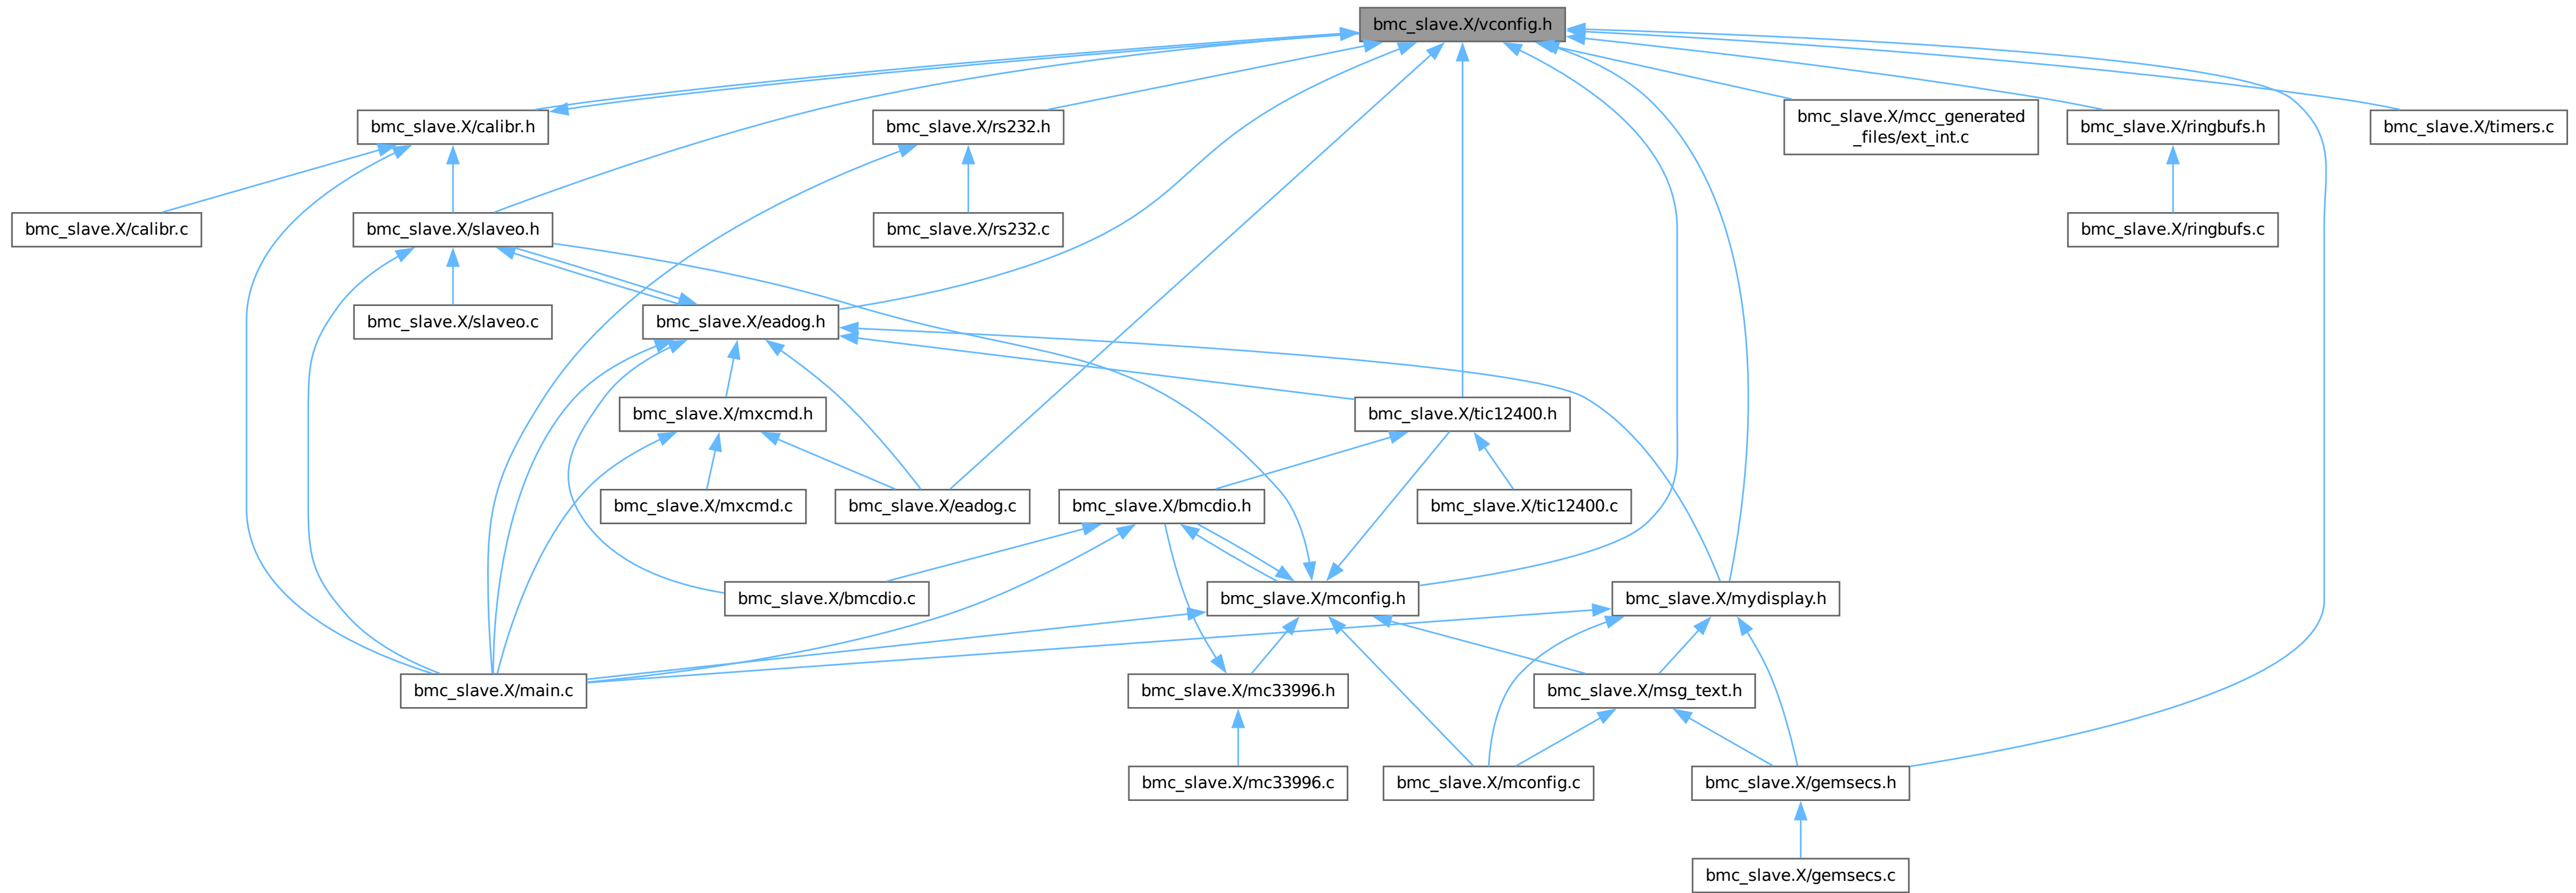 bmc_slave.X/vconfig.h
bmc_slave.X/calibr.h
bmc_slave.X/rs232.h
bmc_slave.X/mcc_generated
_files/ext_int.c
bmc_slave.X/ringbufs.h
bmc_slave.X/timers.c
bmc_slave.X/calibr.c
bmc_slave.X/slaveo.h
bmc_slave.X/rs232.c
bmc_slave.X/ringbufs.c
bmc_slave.X/slaveo.c
bmc_slave.X/eadog.h
bmc_slave.X/mxcmd.h
bmc_slave.X/tic12400.h
bmc_slave.X/mxcmd.c
bmc_slave.X/eadog.c
bmc_slave.X/bmcdio.h
bmc_slave.X/tic12400.c
bmc_slave.X/bmcdio.c
bmc_slave.X/mconfig.h
bmc_slave.X/mydisplay.h
bmc_slave.X/main.c
bmc_slave.X/mc33996.h
bmc_slave.X/msg_text.h
bmc_slave.X/mc33996.c
bmc_slave.X/mconfig.c
bmc_slave.X/gemsecs.h
bmc_slave.X/gemsecs.c